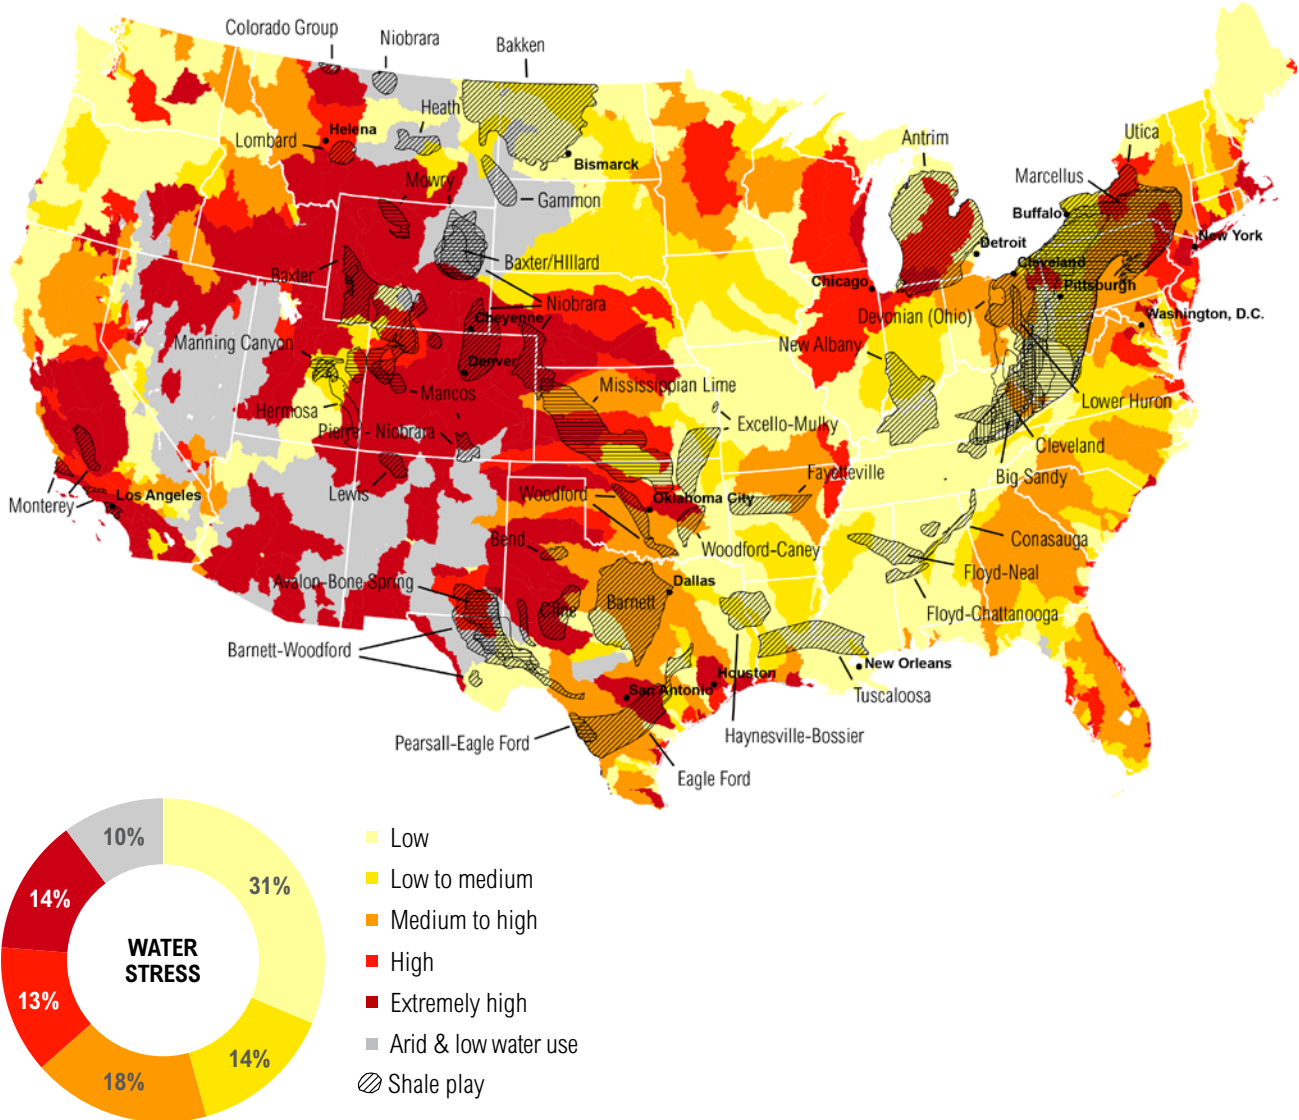 Colorado Group
Niobrara
Bakken
Heath
Helena
Lombard
Antrim
Utica
Bismarck
Marcellus
Mowry
Gammon
Buffalo
New York
Detroit
Baxter
Baxter/HIllard
Cleveland
Chicago
Pittsburgh
Niobrara
Cheyenne
Devonian (Ohio)
Washington, D.C.
Manning Canyon
New Albany
Denver
Mancos
Mississippian Lime
Lower Huron
Hermosa
Pierre - Niobrara
Excello-Mulky
Cleveland
Big Sandy
Fayetteville
Lewis
Woodford
Oklahoma City
Monterey
Los Angeles
Bend
Woodford-Caney
Conasauga
Floyd-Neal
Avalon-Bone Spring
Dallas
Cline
Barnett
Floyd-Chattanooga
Barnett-Woodford
New Orleans
Houston
San Antonio
Tuscaloosa
Pearsall-Eagle Ford
Haynesville-Bossier
Eagle Ford
10%
31%
14%
13%
18%
14%
WATER
STRESS
Low
Low to medium
Medium to high
High
Extremely high
Arid & low water use
Shale play